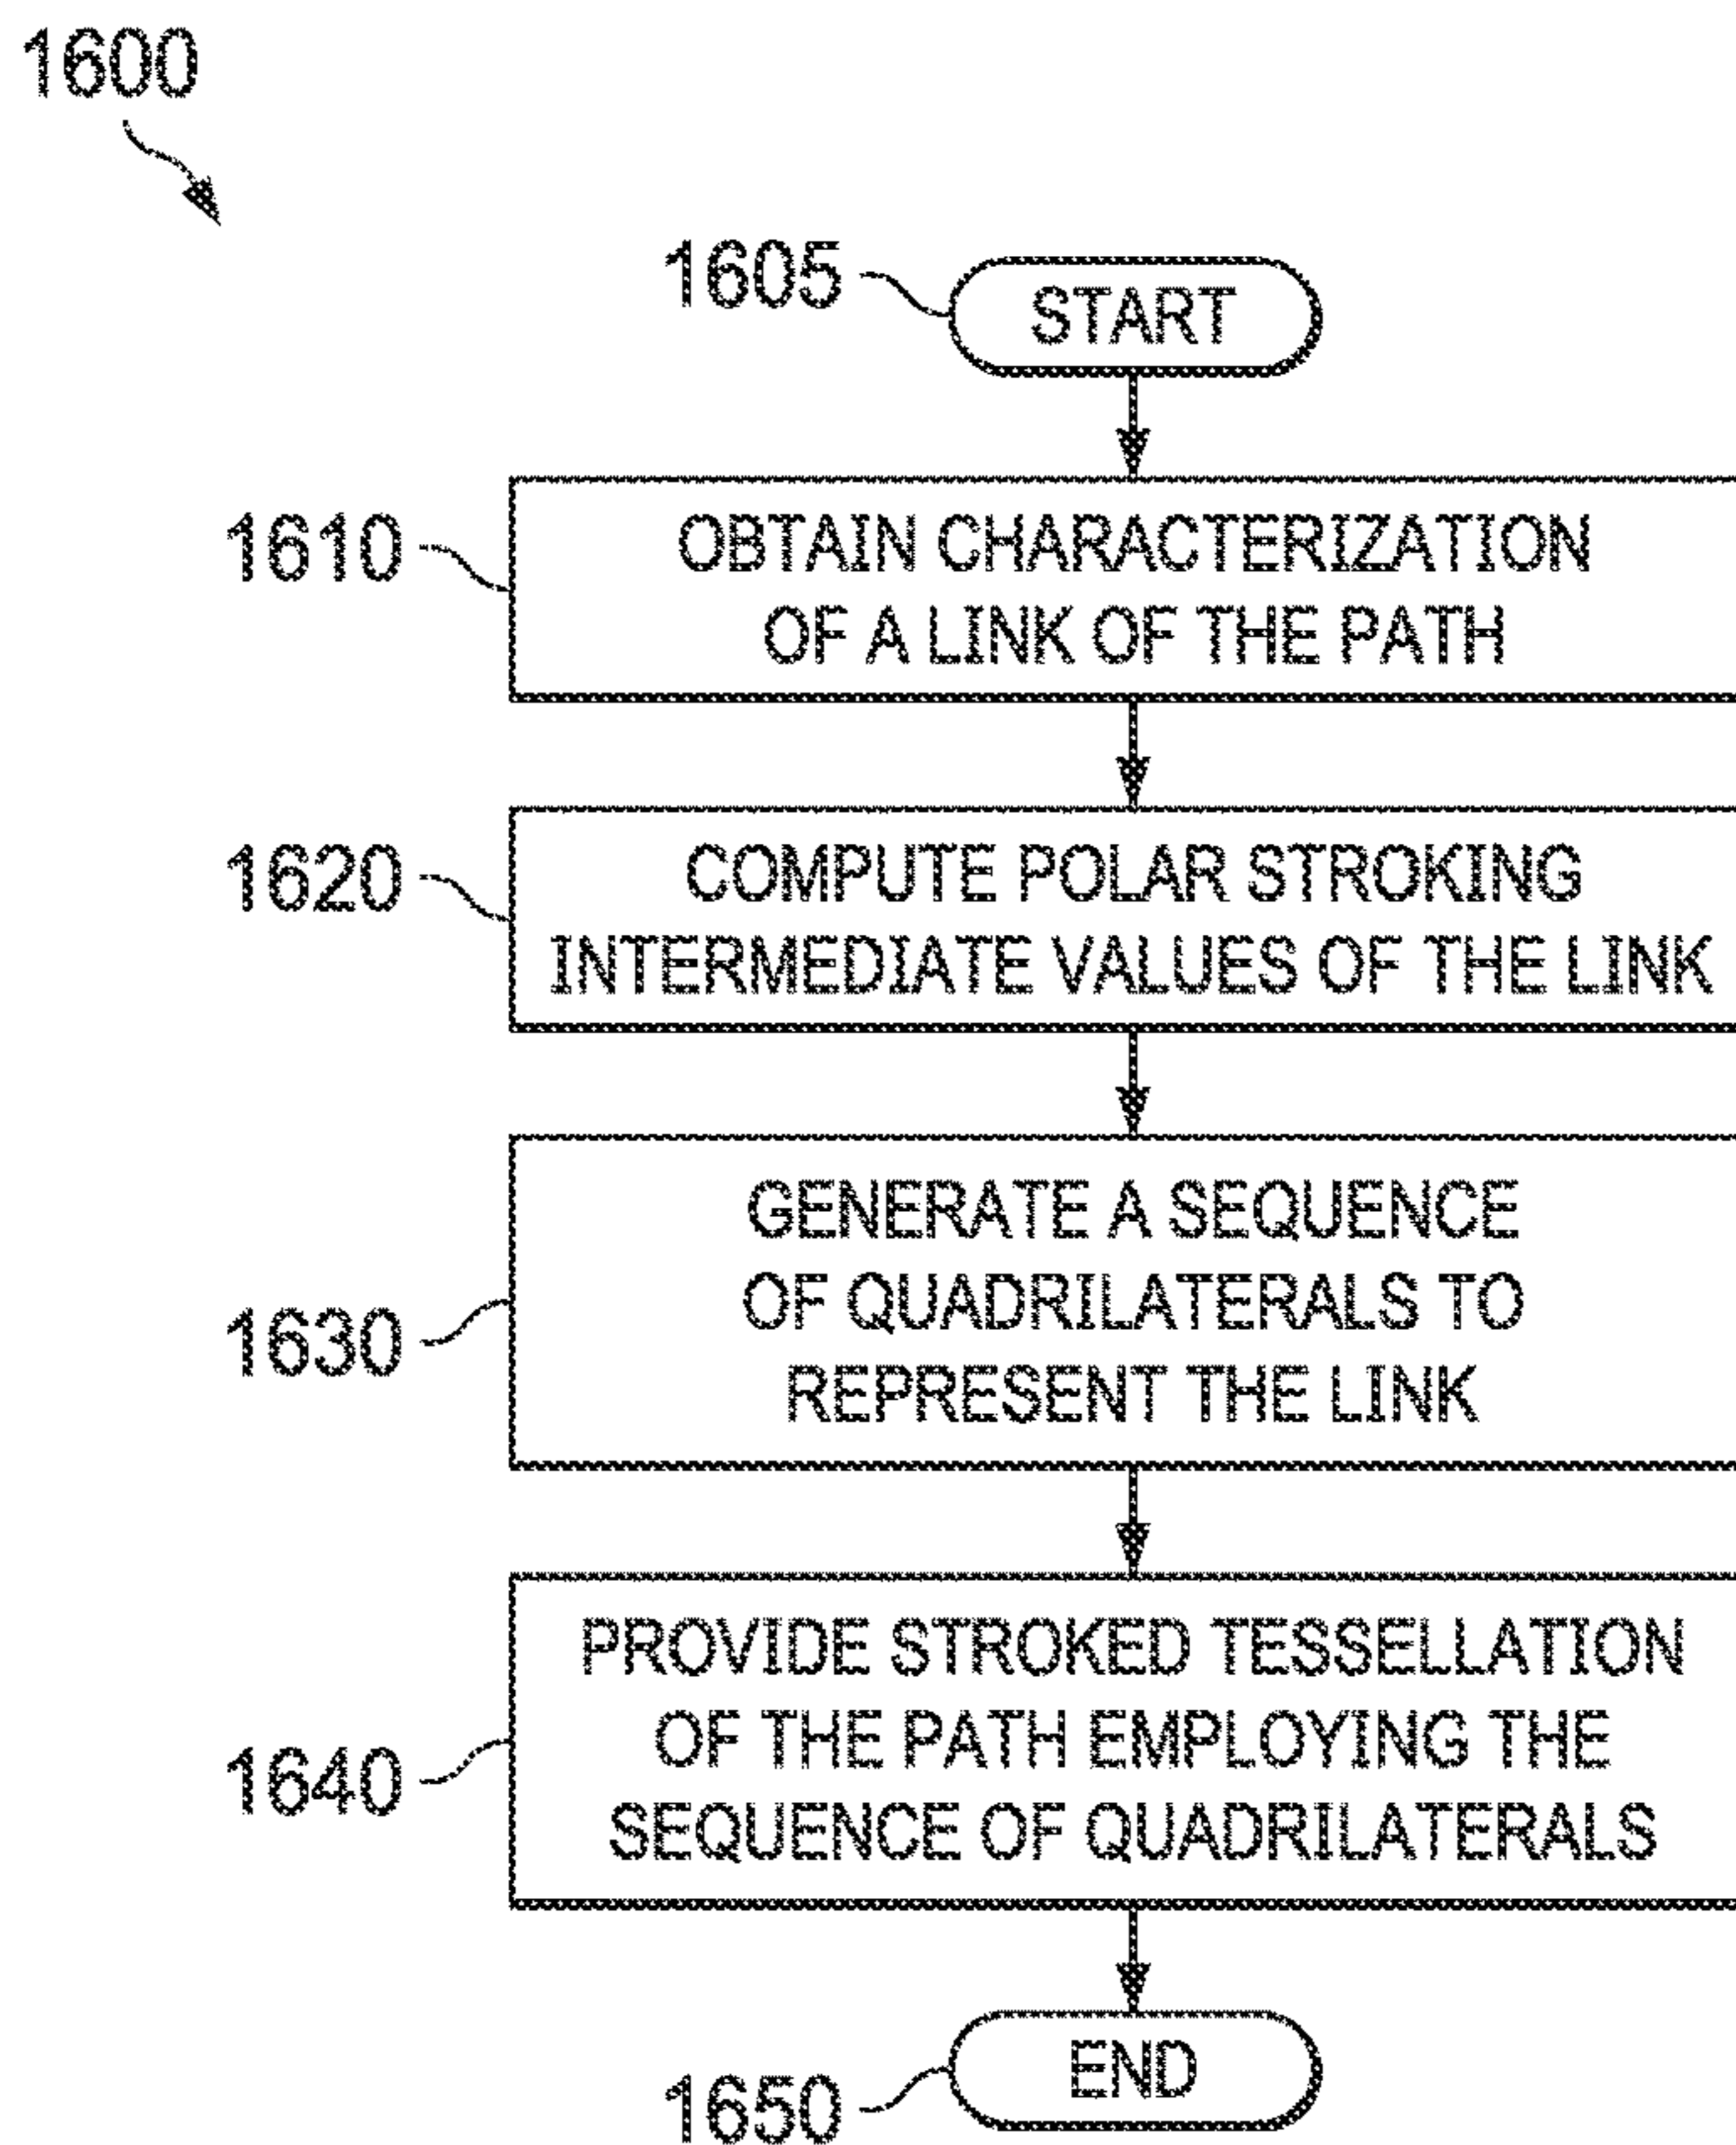 1600
1605
START
1610
OBTAIN CHARACTERIZATION
OF A LINK OF THE PATH
1620
COMPUTE POLAR STROKING
INTERMEDIATE VALUES OF THE LINK
1630
GENERATE A SEQUENCE
OF QUADRILATERALS TO
REPRESENT THE LINK
1640
PROVIDE STROKED TESSELLATION
OF THE PATH EMPLOYING THE
SEQUENCE OF QUADRILATERALS
1650
END